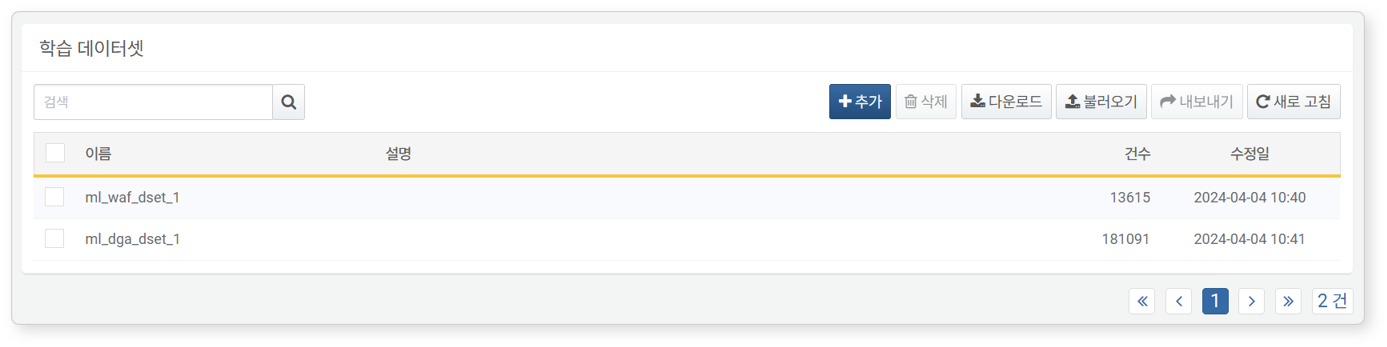 학습 데이터셋
검색 추가 삭제 다운로드 불러오기 내보내기 새로 고침
이름 설명 건수 수정일
ml_waf_dset_1 13615 2024-04-04 10:40
ml_dga_dset_1 181091 2024-04-04 10:41
« ‹ 1 › » 2 건